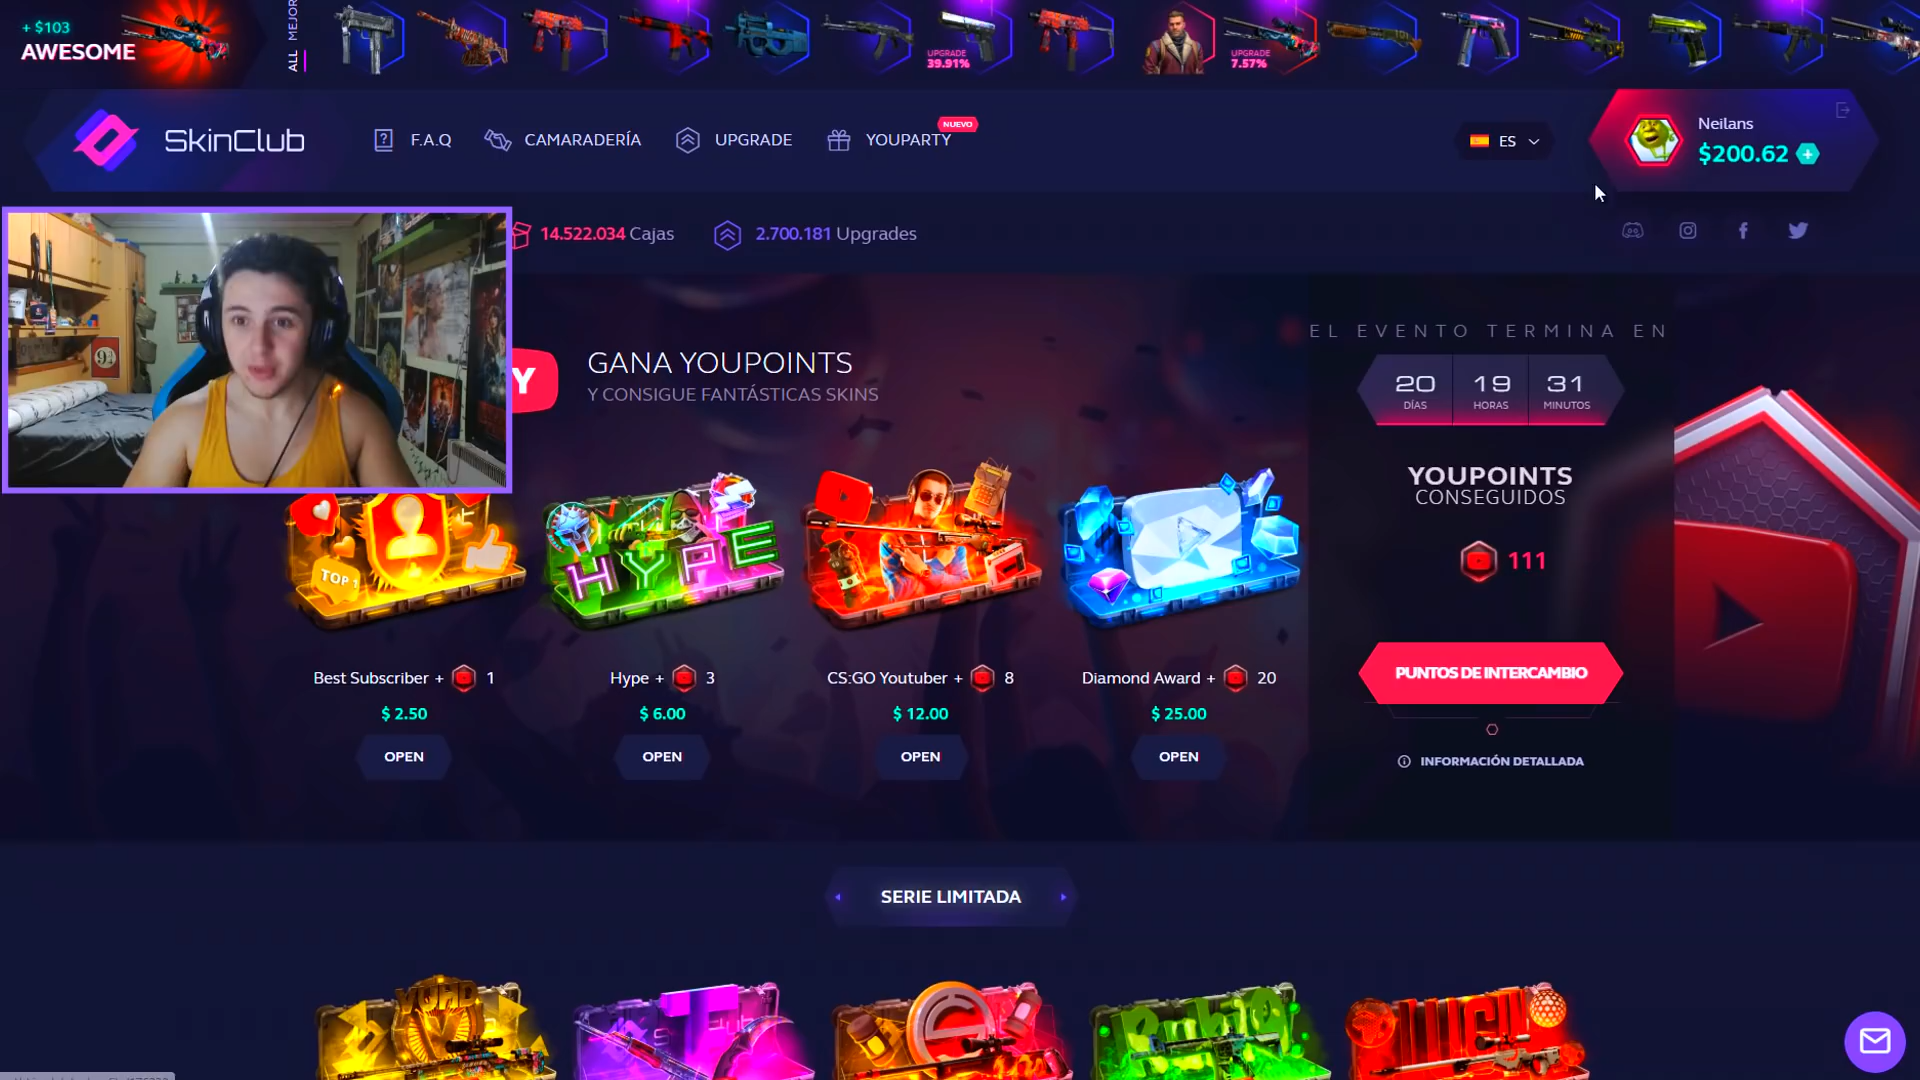 + $103
AWESOME
ALL MEJOR
UPGRADE
39.91%
UPGRADE
7.57%
SkinClub
F.A.Q
CAMARADERÍA
UPGRADE
YOUPARTY
NUEVO
ES
Neilans
$200.62
14.522.034 Cajas
2.700.181 Upgrades
GANA YOUPOINTS
Y CONSIGUE FANTÁSTICAS SKINS
EL EVENTO TERMINA EN
20 19 31
DÍAS HORAS MINUTOS
YOUPOINTS
CONSEGUIDOS
111
PUNTOS DE INTERCAMBIO
INFORMACIÓN DETALLADA
TOP 1
HYPE
Best Subscriber + 1
$ 2.50
OPEN
Hype + 3
$ 6.00
OPEN
CS:GO Youtuber + 8
$ 12.00
OPEN
Diamond Award + 20
$ 25.00
OPEN
SERIE LIMITADA